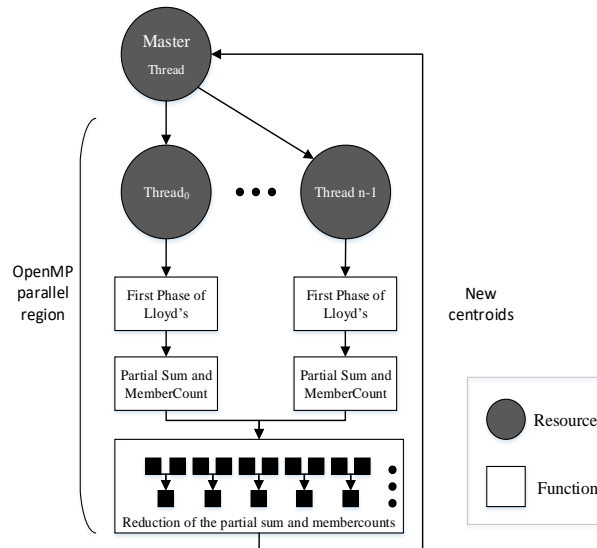 Master
Thread
Thread0
Thread n-1
OpenMP
parallel
region
First Phase of
Lloyd's
First Phase of
Lloyd's
New
centroids
Partial Sum and
MemberCount
Partial Sum and
MemberCount
Resource
Function
Reduction of the partial sum and membercounts